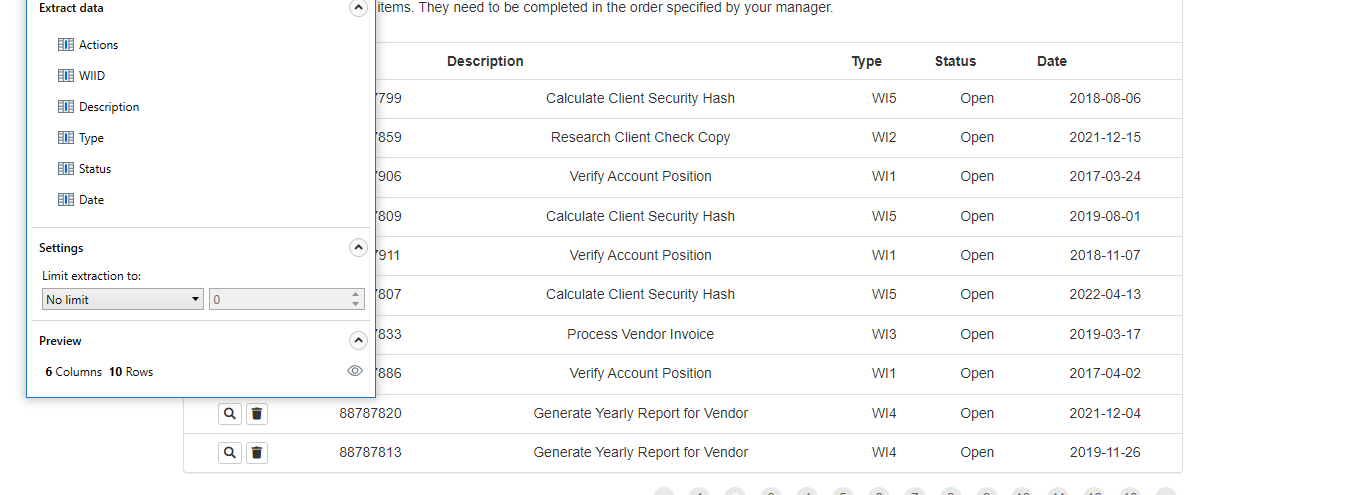 Extract data
items. They need to be completed in the order specified by your manager.
Actions
WIID
Description
Type
Status
Date
Settings
Limit extraction to:
No limit 0
Preview
6 Columns 10 Rows
Description Type Status Date
7799 Calculate Client Security Hash WI5 Open 2018-08-06
7859 Research Client Check Copy WI2 Open 2021-12-15
7906 Verify Account Position WI1 Open 2017-03-24
7809 Calculate Client Security Hash WI5 Open 2019-08-01
7911 Verify Account Position WI1 Open 2018-11-07
7807 Calculate Client Security Hash WI5 Open 2022-04-13
7833 Process Vendor Invoice WI3 Open 2019-03-17
7886 Verify Account Position WI1 Open 2017-04-02
88787820 Generate Yearly Report for Vendor WI4 Open 2021-12-04
88787813 Generate Yearly Report for Vendor WI4 Open 2019-11-26